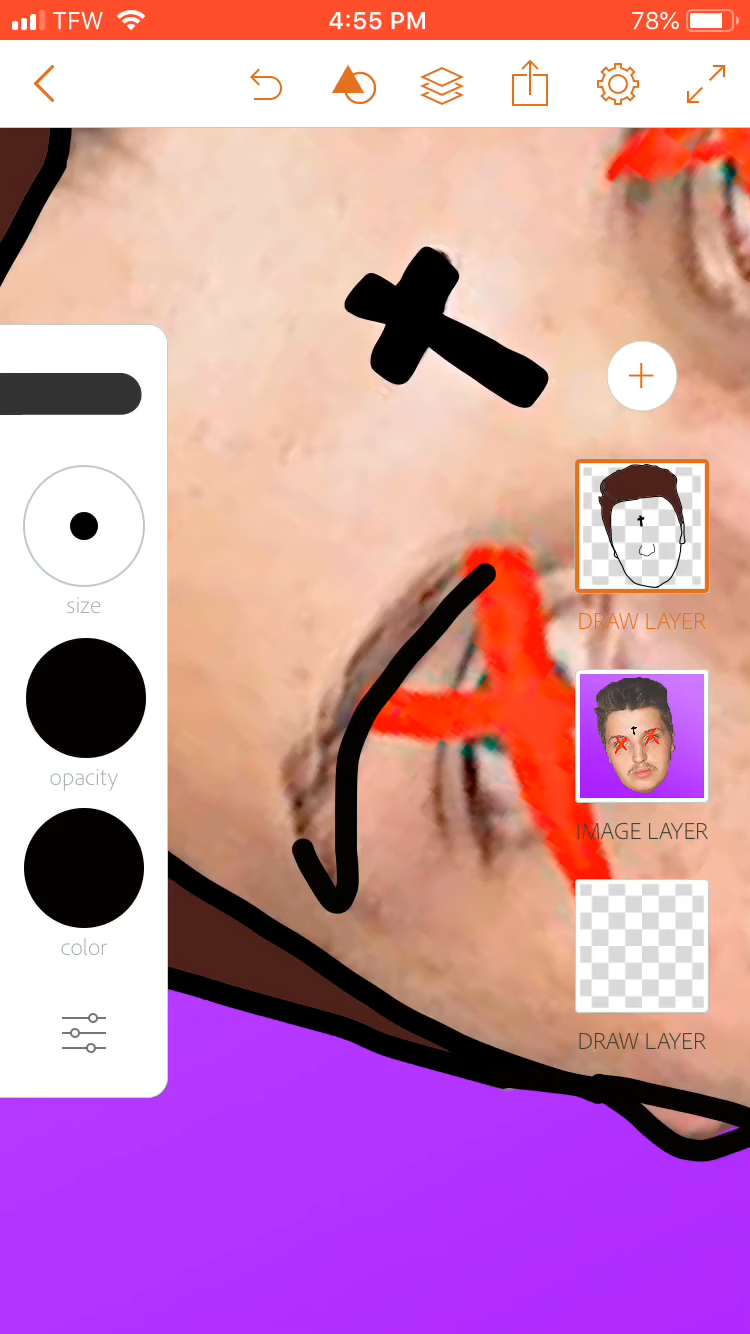 TFW 4:55 PM 78%
size
opacity
color
DRAW LAYER
IMAGE LAYER
DRAW LAYER